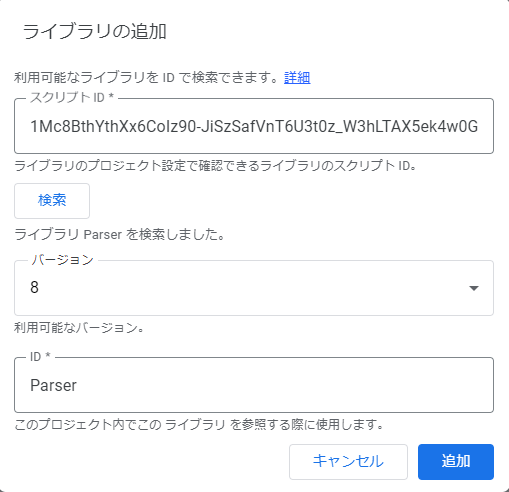 ライブラリの追加
利用可能なライブラリを ID で検索できます。詳細
スクリプト ID *
1Mc8BthYthXx6CoIz90-JiSzSafVnT6U3t0z_W3hLTAX5ek4w0G
ライブラリのプロジェクト設定で確認できるライブラリのスクリプト ID。
検索
ライブラリ Parser を検索しました。
バージョン
8
利用可能なバージョン。
ID *
Parser
このプロジェクト内でこの ライブラリ を参照する際に使用します。
キャンセル
追加